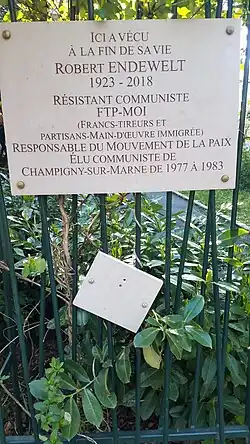 ICI A VÉCU
À LA FIN DE SA VIE
ROBERT ENDEWELT
1923 - 2018
RÉSISTANT COMMUNISTE
FTP-MOI
(FRANCS-TIREURS ET
PARTISANS-MAIN-D'ŒUVRE IMMIGRÉE)
RESPONSABLE DU MOUVEMENT DE LA PAIX
ÉLU COMMUNISTE DE
CHAMPIGNY-SUR-MARNE DE 1977 À 1983